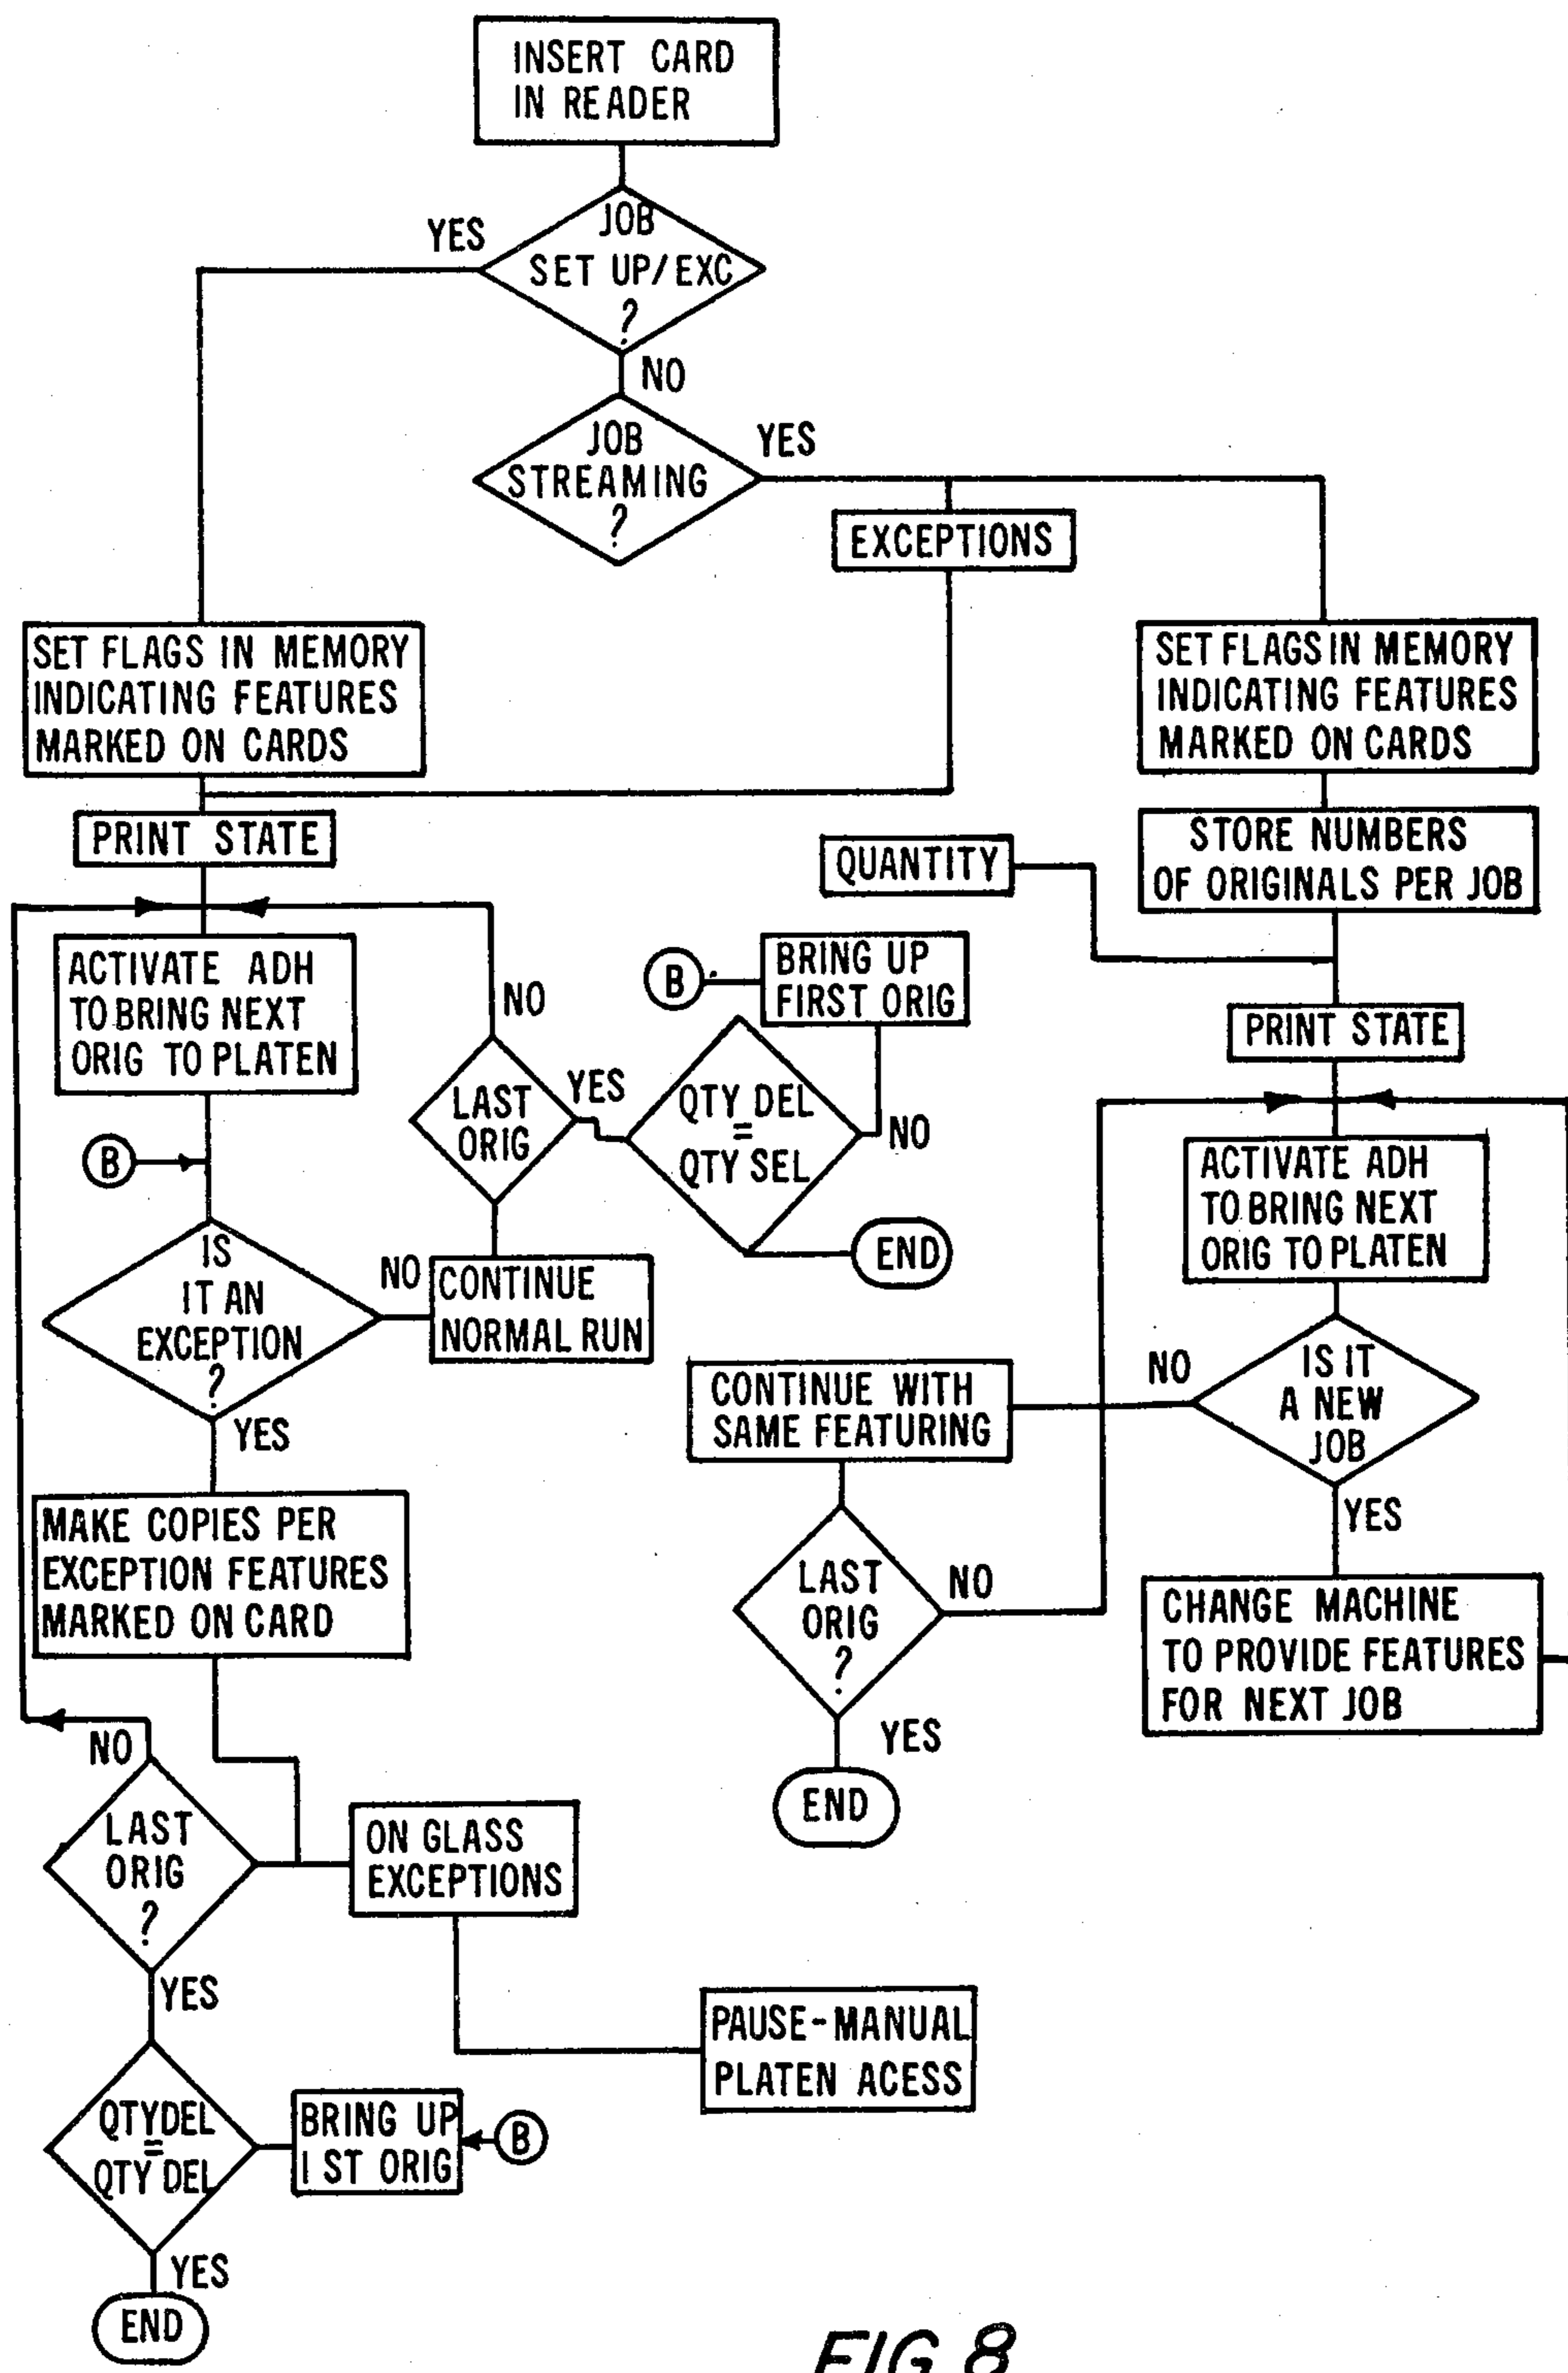 INSERT CARD
IN READER
YES
JOB
SET UP/EXC
?
NO
JOB
STREAMING
?
YES
EXCEPTIONS
SET FLAGS IN MEMORY
INDICATING FEATURES
MARKED ON CARDS
SET FLAGS IN MEMORY
INDICATING FEATURES
MARKED ON CARDS
PRINT STATE
QUANTITY
STORE NUMBERS
OF ORIGINALS PER JOB
ACTIVATE ADH
TO BRING NEXT
ORIG TO PLATEN
NO
B
BRING UP
FIRST ORIG
PRINT STATE
B
LAST
ORIG
YES
QTY DEL
=
QTY SEL
NO
END
ACTIVATE ADH
TO BRING NEXT
ORIG TO PLATEN
IS
IT AN
EXCEPTION
?
NO
CONTINUE
NORMAL RUN
YES
CONTINUE WITH
SAME FEATURING
NO
IS IT
A NEW
JOB
YES
MAKE COPIES PER
EXCEPTION FEATURES
MARKED ON CARD
LAST
ORIG
?
NO
YES
END
CHANGE MACHINE
TO PROVIDE FEATURES
FOR NEXT JOB
NO
LAST
ORIG
?
YES
ON GLASS
EXCEPTIONS
PAUSE-MANUAL
PLATEN ACESS
QTYDEL
=
QTY DEL
BRING UP
1 ST ORIG
B
YES
END
FIG. 8